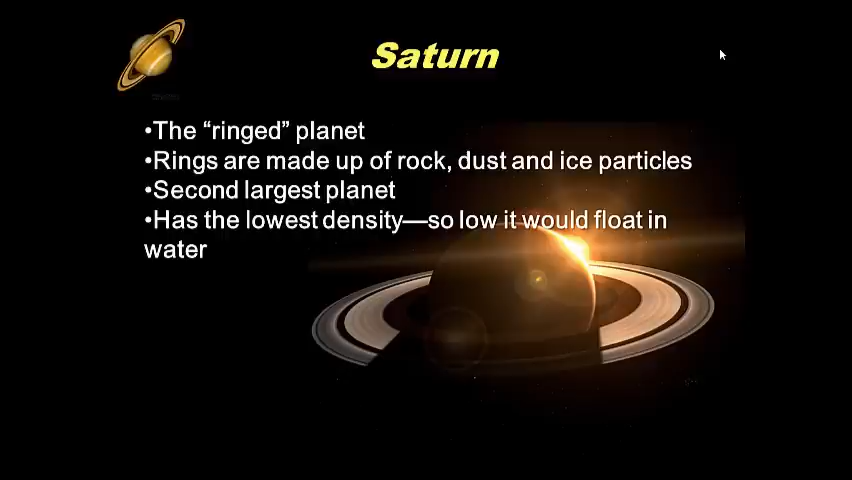 Saturn
•The “ringed” planet
•Rings are made up of rock, dust and ice particles
•Second largest planet
•Has the lowest density—so low it would float in
water